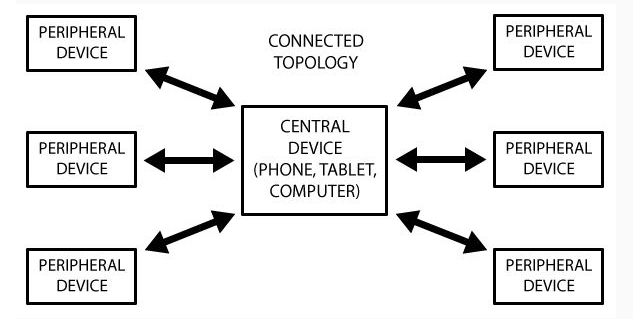 PERIPHERAL
DEVICE
CONNECTED
TOPOLOGY
PERIPHERAL
DEVICE
PERIPHERAL
DEVICE
CENTRAL
DEVICE
(PHONE, TABLET,
COMPUTER)
PERIPHERAL
DEVICE
PERIPHERAL
DEVICE
PERIPHERAL
DEVICE